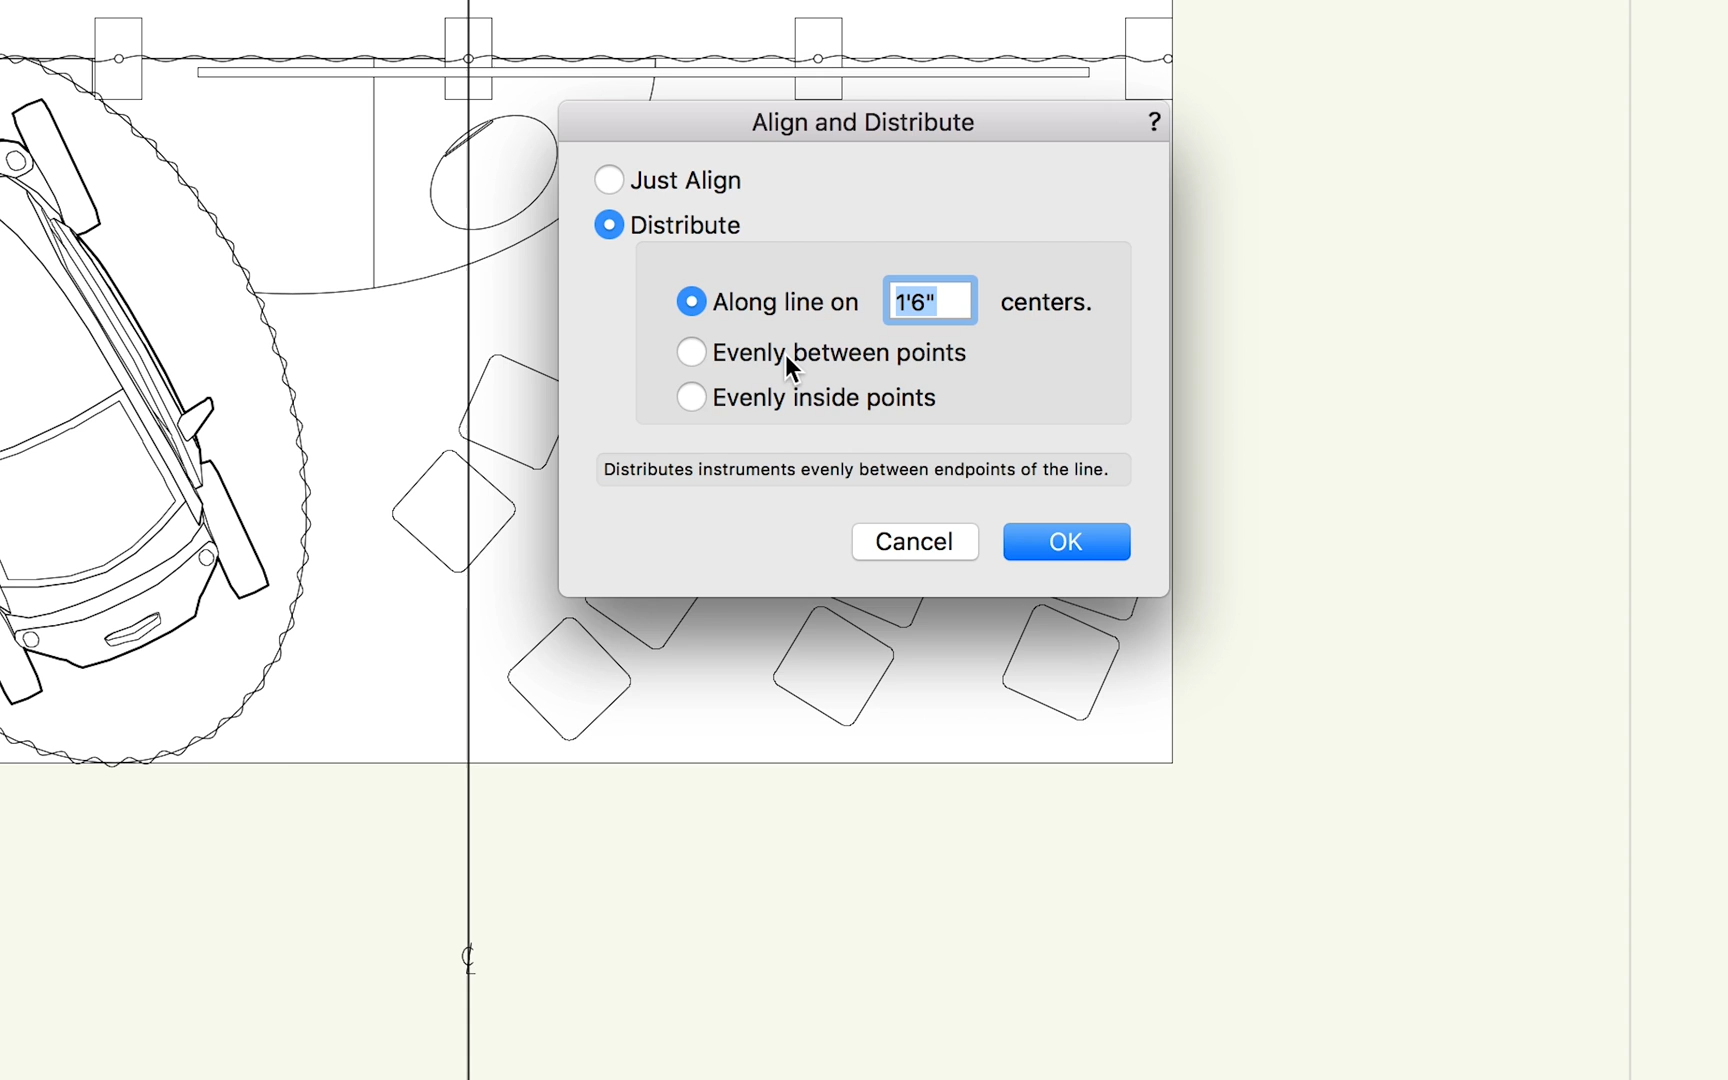 Align and Distribute ?
Just Align
Distribute
Along line on 1'6" centers.
Evenly between points
Evenly inside points
Distributes instruments evenly between endpoints of the line.
Cancel OK
℄